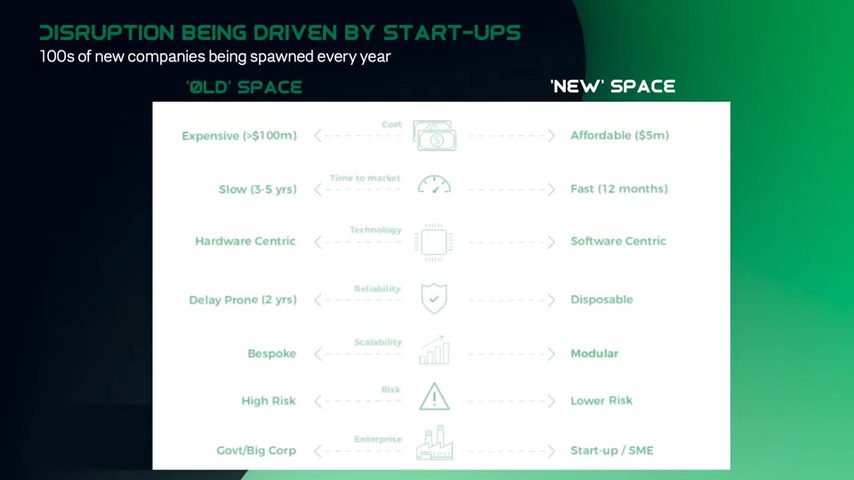 DISRUPTION BEING DRIVEN BY START-UPS
100s of new companies being spawned every year
'OLD' SPACE 'NEW' SPACE
Cost
Expensive (>$100m) Affordable ($5m)
Time to market
Slow (3-5 yrs) Fast (12 months)
Technology
Hardware Centric Software Centric
Reliability
Delay Prone (2 yrs) Disposable
Scalability
Bespoke Modular
Risk
High Risk Lower Risk
Enterprise
Govt/Big Corp Start-up / SME